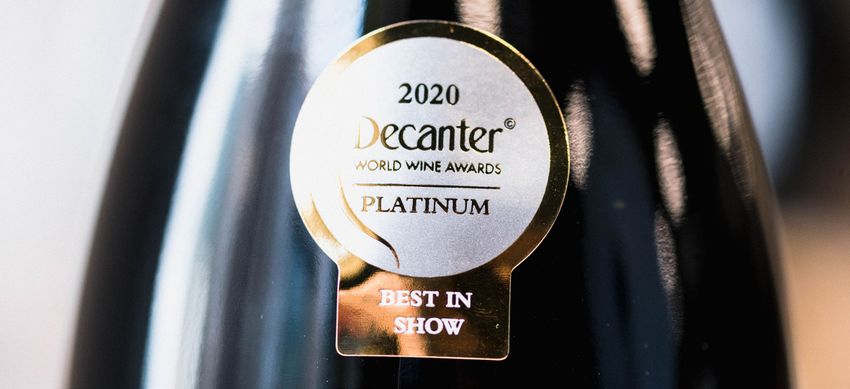 2020
Decanter©
WORLD WINE AWARDS
PLATINUM
BEST IN
SHOW